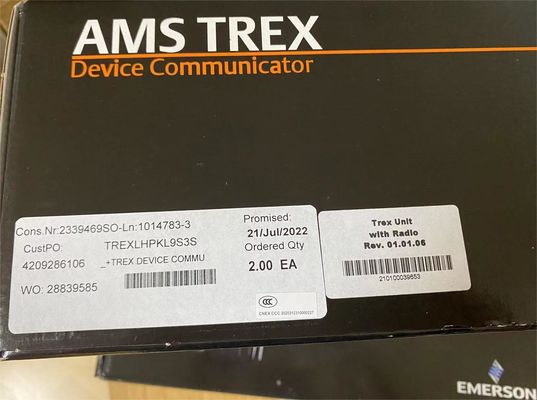 AMS TREX
Device Communicator
Cons.Nr:2339469SO-Ln:1014783-3
CustPO: TREXLHPKL9S3S
4209286106 _+TREX DEVICE COMMU
WO: 28839585
Promised:
21/Jul/2022
Ordered Qty
2.00 EA
CCC
Trex Unit
with Radio
Rev. 01.01.06
210100039653
EMERSON